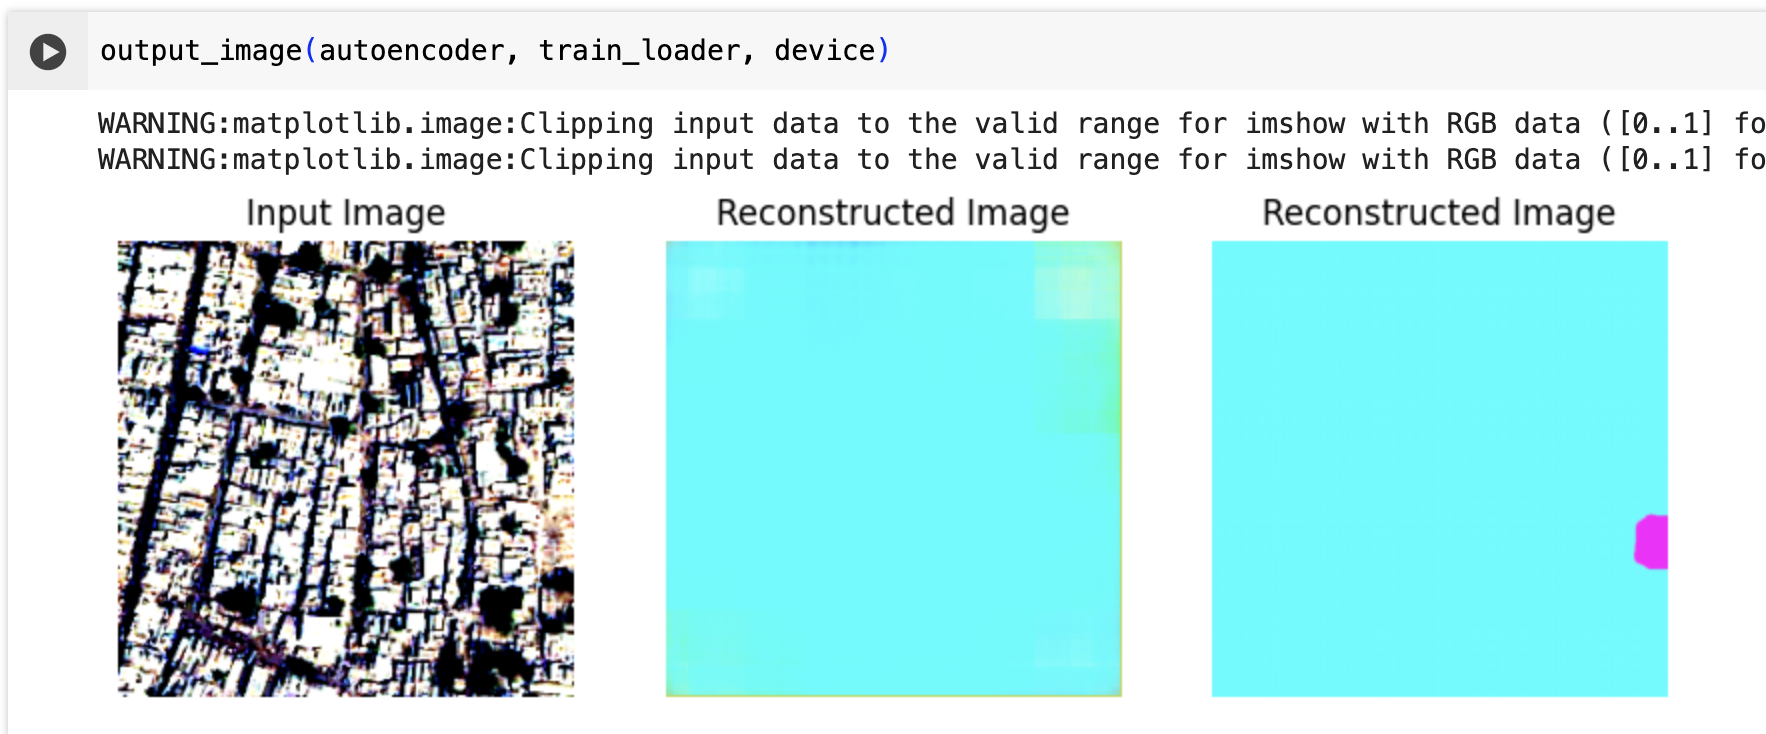 output_image(autoencoder, train_loader, device)
WARNING:matplotlib.image:Clipping input data to the valid range for imshow with RGB data ([0..1] fo
WARNING:matplotlib.image:Clipping input data to the valid range for imshow with RGB data ([0..1] fo
Input Image
Reconstructed Image
Reconstructed Image